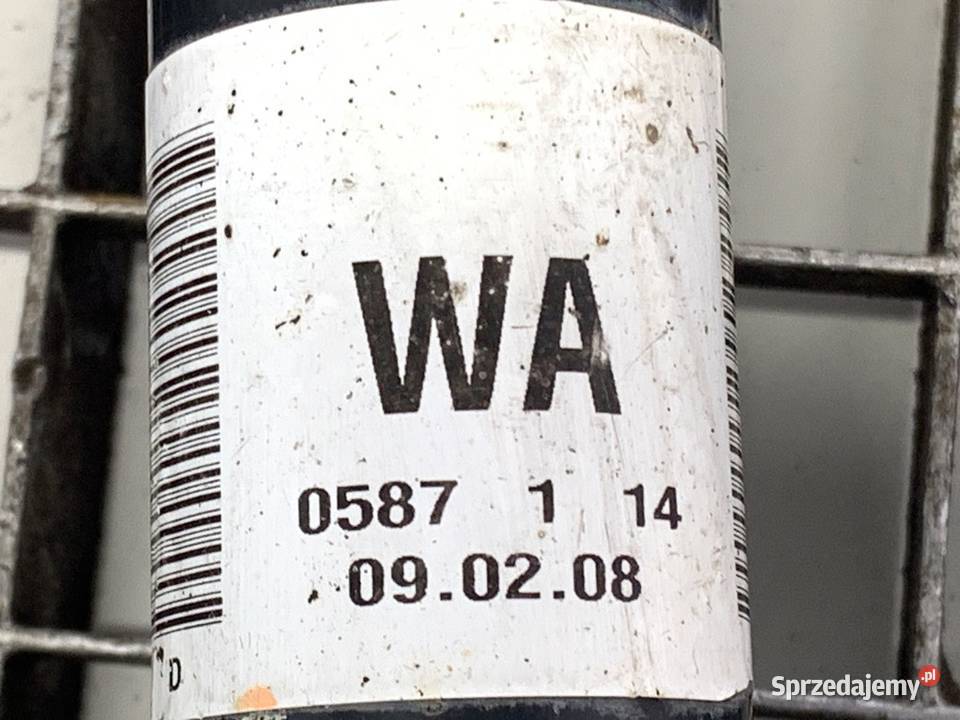 WA
0587 1 14
09.02.08
D
Sprzedajemy.pl